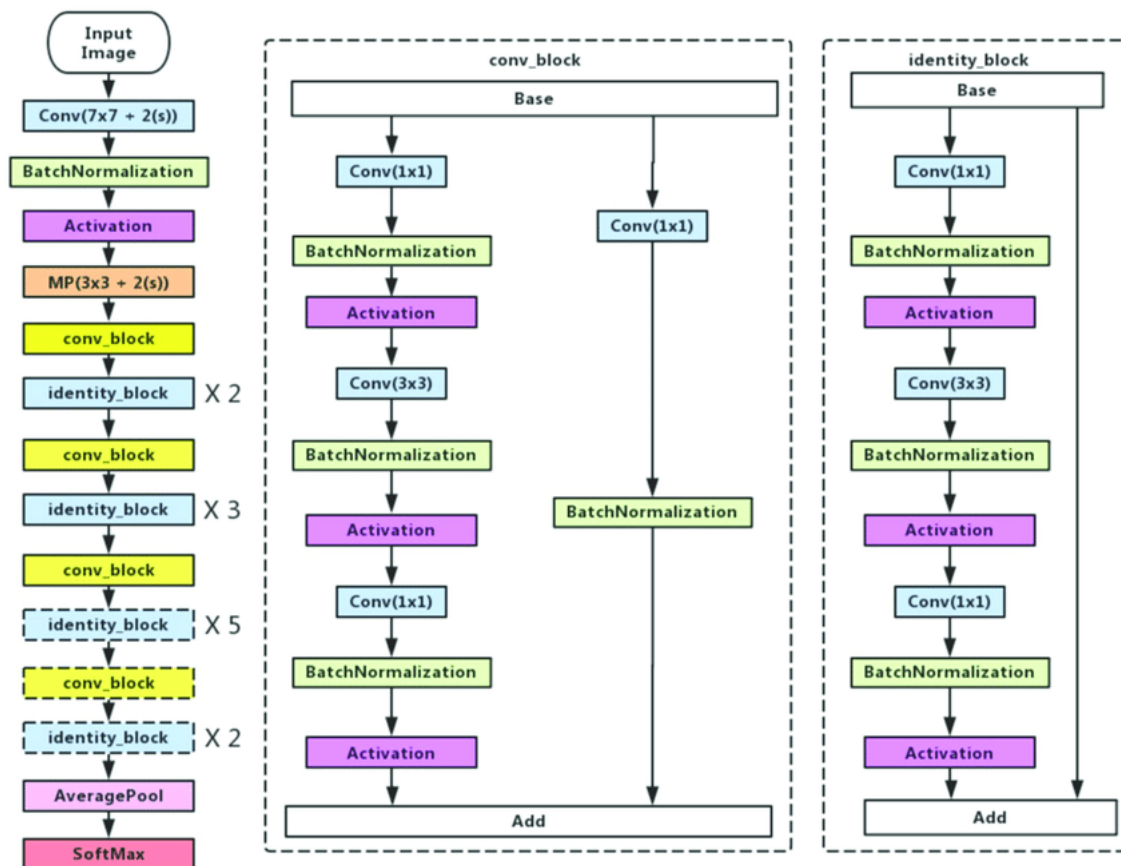 Input
Image
Conv(7x7 + 2(s))
BatchNormalization
Activation
MP(3x3 + 2(s))
conv_block
identity_block X 2
conv_block
identity_block X 3
conv_block
identity_block X 5
conv_block
identity_block X 2
AveragePool
SoftMax
conv_block
Base
Conv(1x1)
BatchNormalization
Activation
Conv(3x3)
BatchNormalization
Activation
Conv(1x1)
BatchNormalization
Activation
Conv(1x1)
BatchNormalization
Add
identity_block
Base
Conv(1x1)
BatchNormalization
Activation
Conv(3x3)
BatchNormalization
Activation
Conv(1x1)
BatchNormalization
Activation
Add